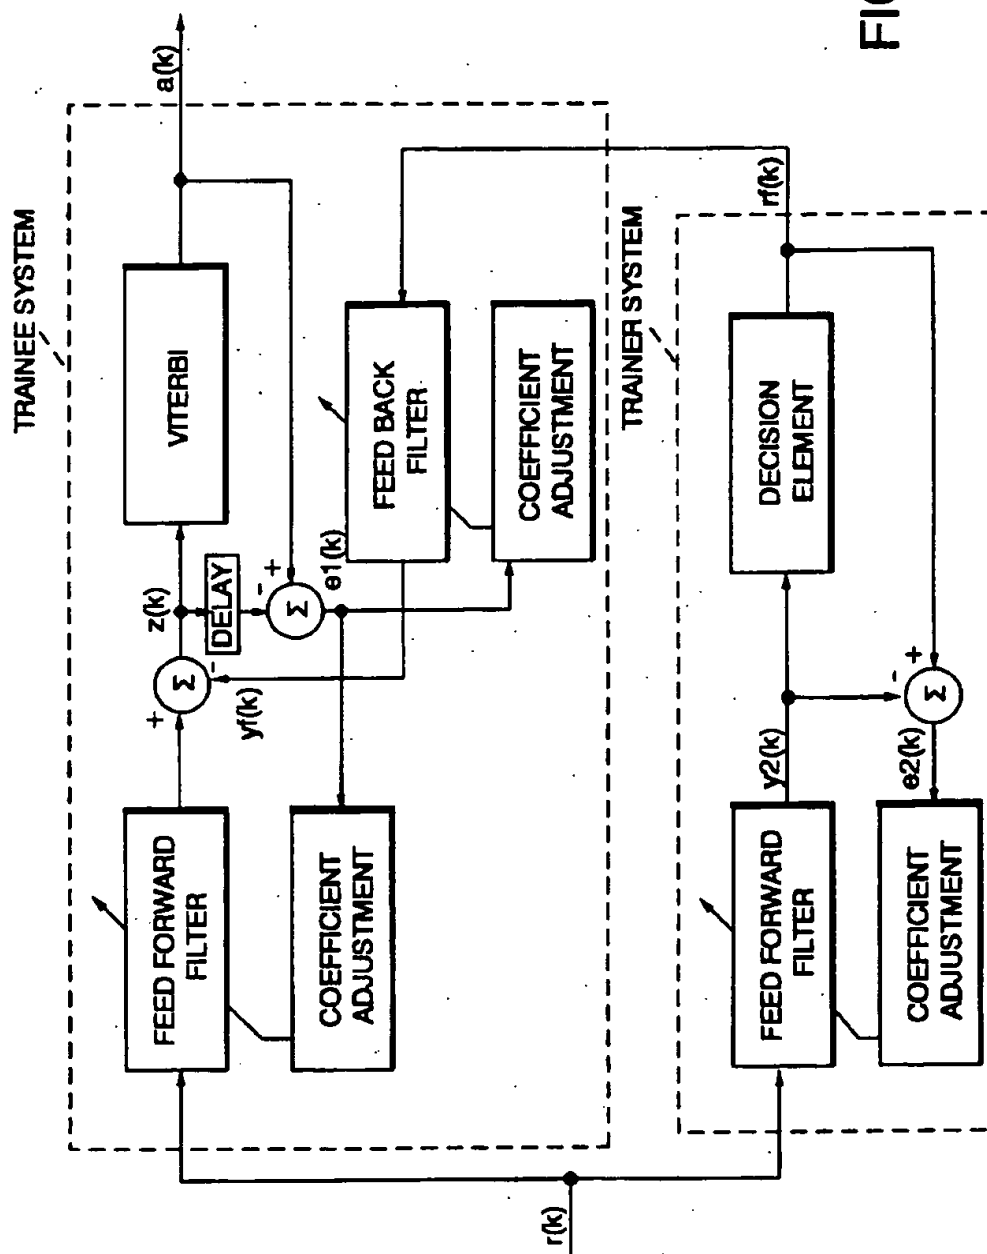 TRAINEE SYSTEM
FEED FORWARD
FILTER
COEFFICIENT
ADJUSTMENT
+
Σ
-
z(k)
yf(k)
DELAY
-
+
Σ
e1(k)
VITERBI
a(k)
FEED BACK
FILTER
COEFFICIENT
ADJUSTMENT
r(k)
TRAINER SYSTEM
FEED FORWARD
FILTER
COEFFICIENT
ADJUSTMENT
y2(k)
e2(k)
-
+
Σ
DECISION
ELEMENT
rf(k)
FIG